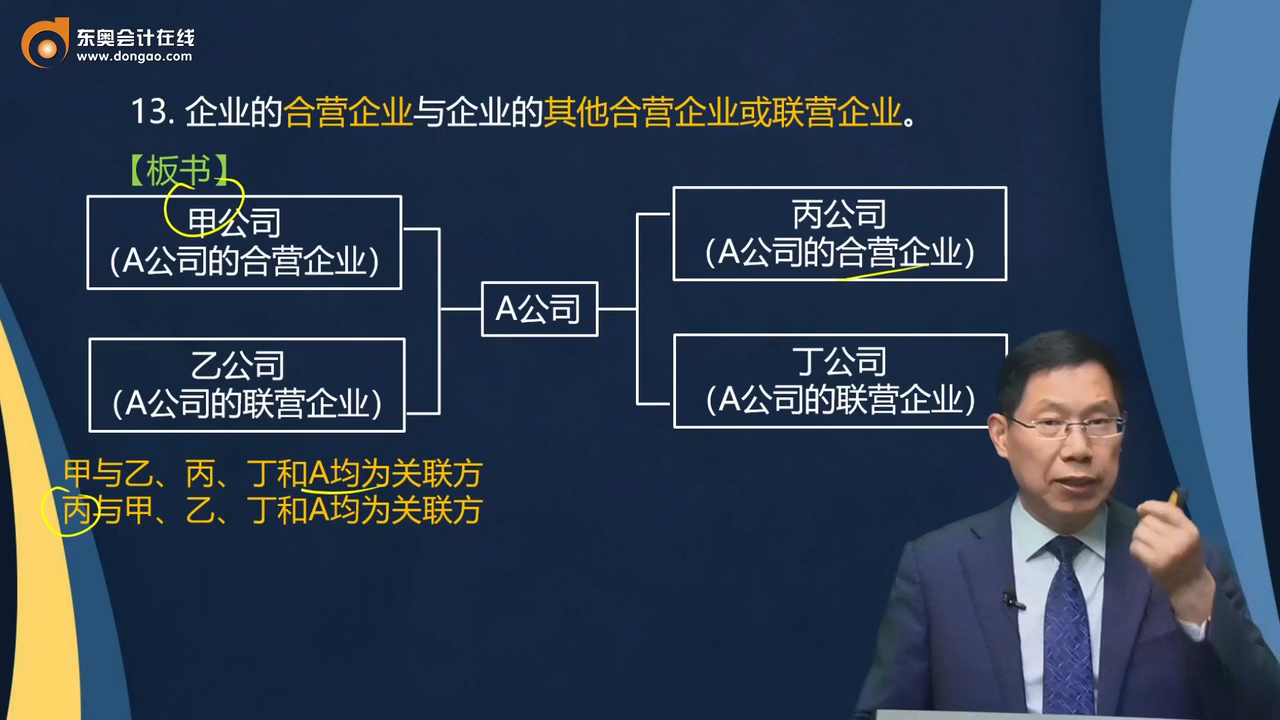 东奥会计在线
www.dongao.com
13. 企业的合营企业与企业的其他合营企业或联营企业。
【板书】
甲公司
（A公司的合营企业）
丙公司
（A公司的合营企业）
A公司
乙公司
（A公司的联营企业）
丁公司
（A公司的联营企业）
甲与乙、丙、丁和A均为关联方
丙与甲、乙、丁和A均为关联方